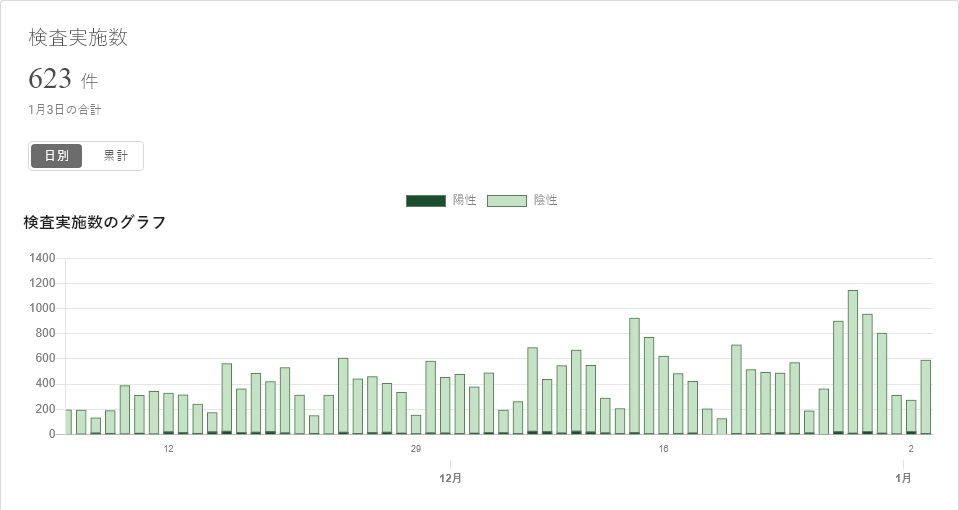 検査実施数
623 件
1月3日の合計
日別 累計
陽性 陰性
検査実施数のグラフ
1400
1200
1000
800
600
400
200
0
12 29 16 2
12月 1月